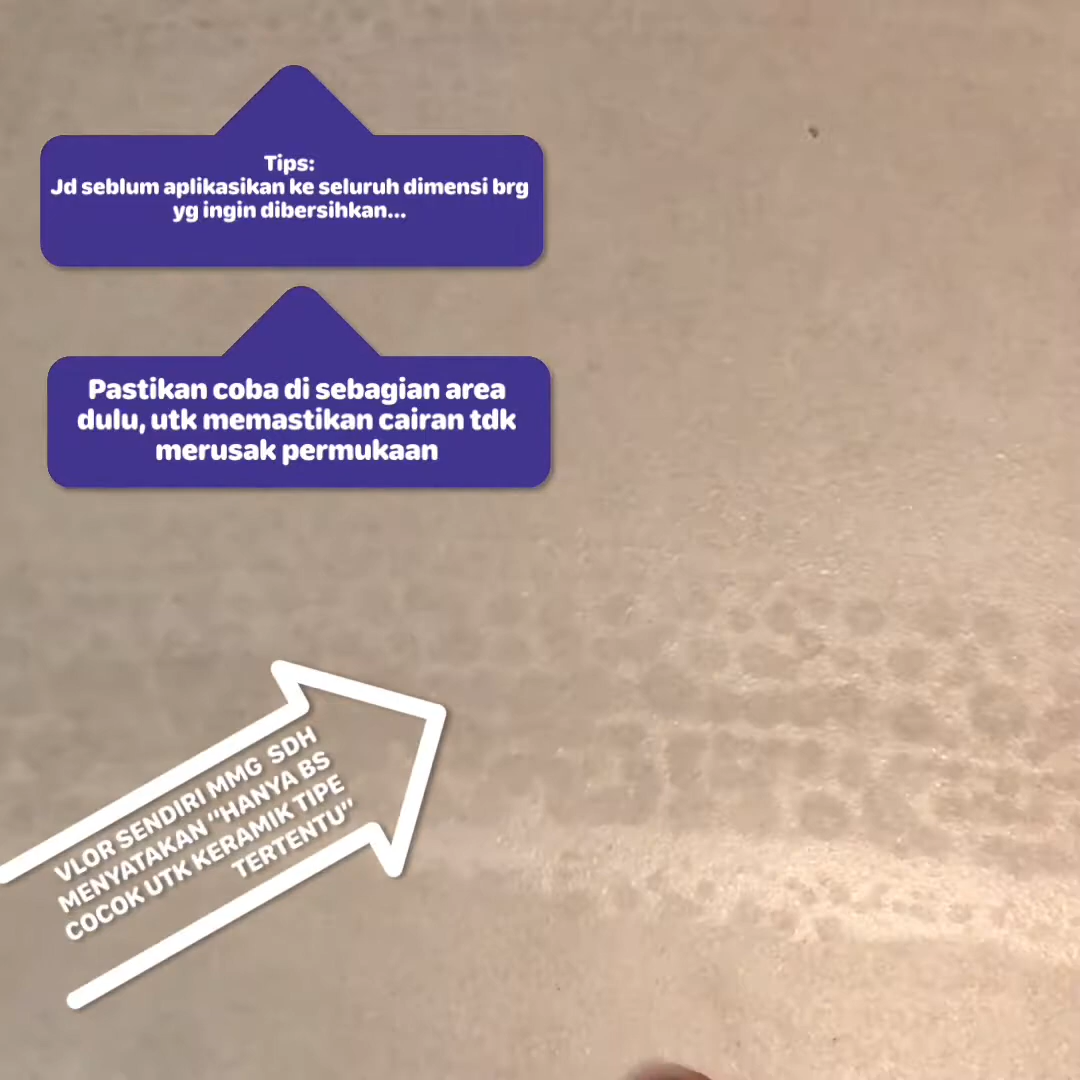 Tips:
Jd seblum aplikasikan ke seluruh dimensi brg
yg ingin dibersihkan...
Pastikan coba di sebagian area
dulu, utk memastikan cairan tdk
merusak permukaan
VLOR SENDIRI MMG SDH
MENYATAKAN "HANYA BS
COCOK UTK KERAMIK TIPE
TERTENTU"